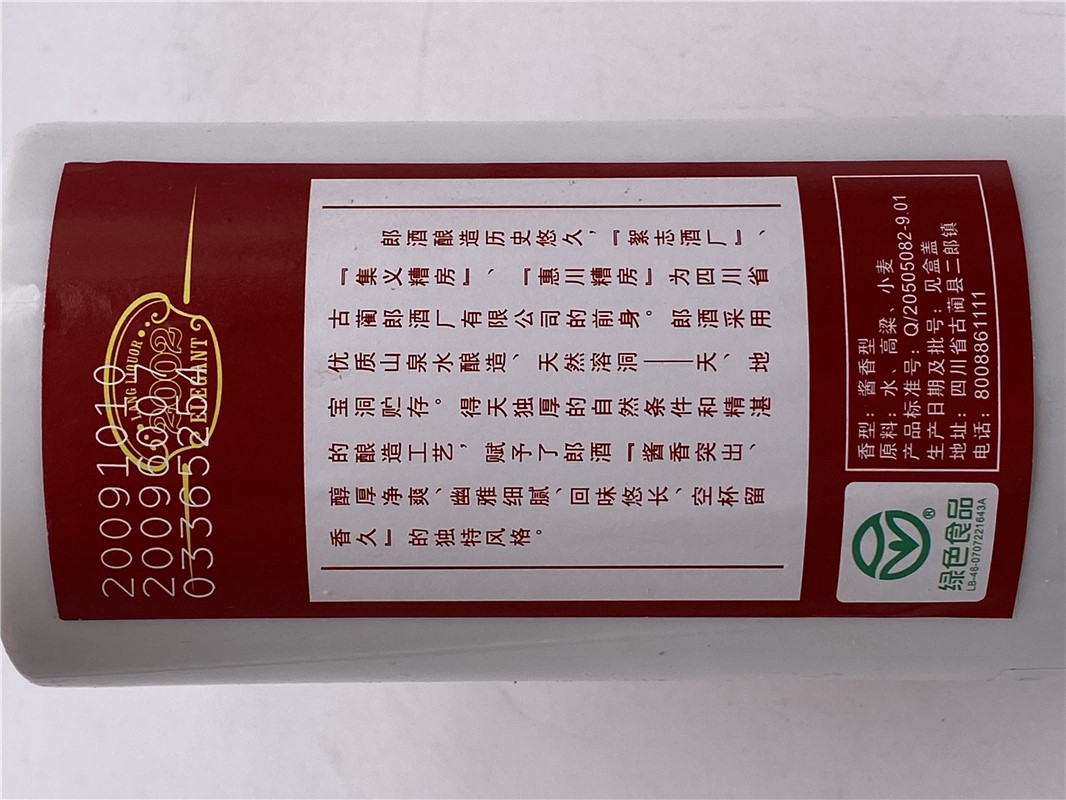 20091010
03365254
LANG LIQUOR
2002
ELEGANT
郎酒酿造历史悠久，『絮志酒厂』、
『集义糟房』、『惠川糟房』为四川省
古蔺郎酒厂有限公司的前身。郎酒采用
优质山泉水酿造、天然溶洞——天、地
宝洞贮存。得天独厚的自然条件和精湛
的酿造工艺，赋予了郎酒『酱香突出、
醇厚净爽、幽雅细腻、回味悠长、空杯留
香久』的独特风格。
香型：酱香型
原料：水、高粱、小麦
产品标准号：Q/20505082-9.01
生产日期及批号：见盒盖
地址：四川省古蔺县二郎镇
电话：8008861111
®
绿色食品
LB-46-0707221643A